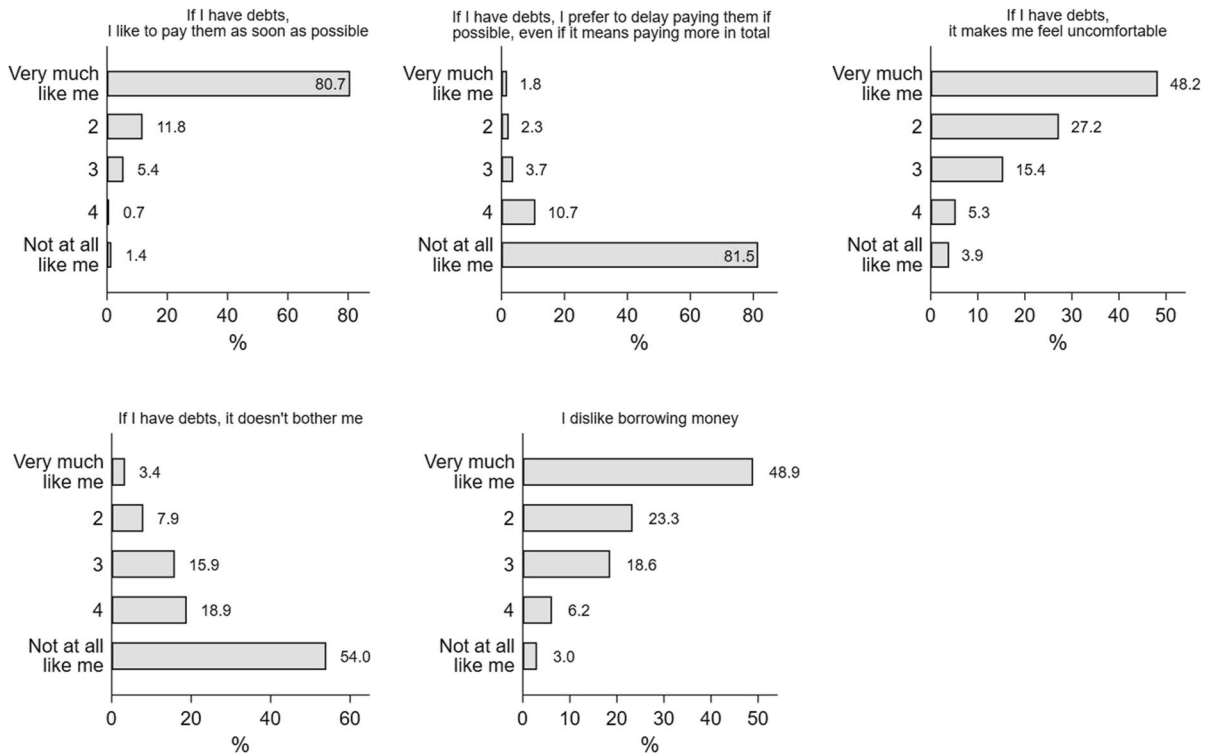 If I have debts,
I like to pay them as soon as possible
Very much
like me
80.7
2
11.8
3
5.4
4
0.7
Not at all
like me
1.4
0 20 40 60 80
%
If I have debts, I prefer to delay paying them if
possible, even if it means paying more in total
Very much
like me
1.8
2
2.3
3
3.7
4
10.7
Not at all
like me
81.5
0 20 40 60 80
%
If I have debts,
it makes me feel uncomfortable
Very much
like me
48.2
2
27.2
3
15.4
4
5.3
Not at all
like me
3.9
0 10 20 30 40 50
%
If I have debts, it doesn't bother me
Very much
like me
3.4
2
7.9
3
15.9
4
18.9
Not at all
like me
54.0
0 20 40 60
%
I dislike borrowing money
Very much
like me
48.9
2
23.3
3
18.6
4
6.2
Not at all
like me
3.0
0 10 20 30 40 50
%